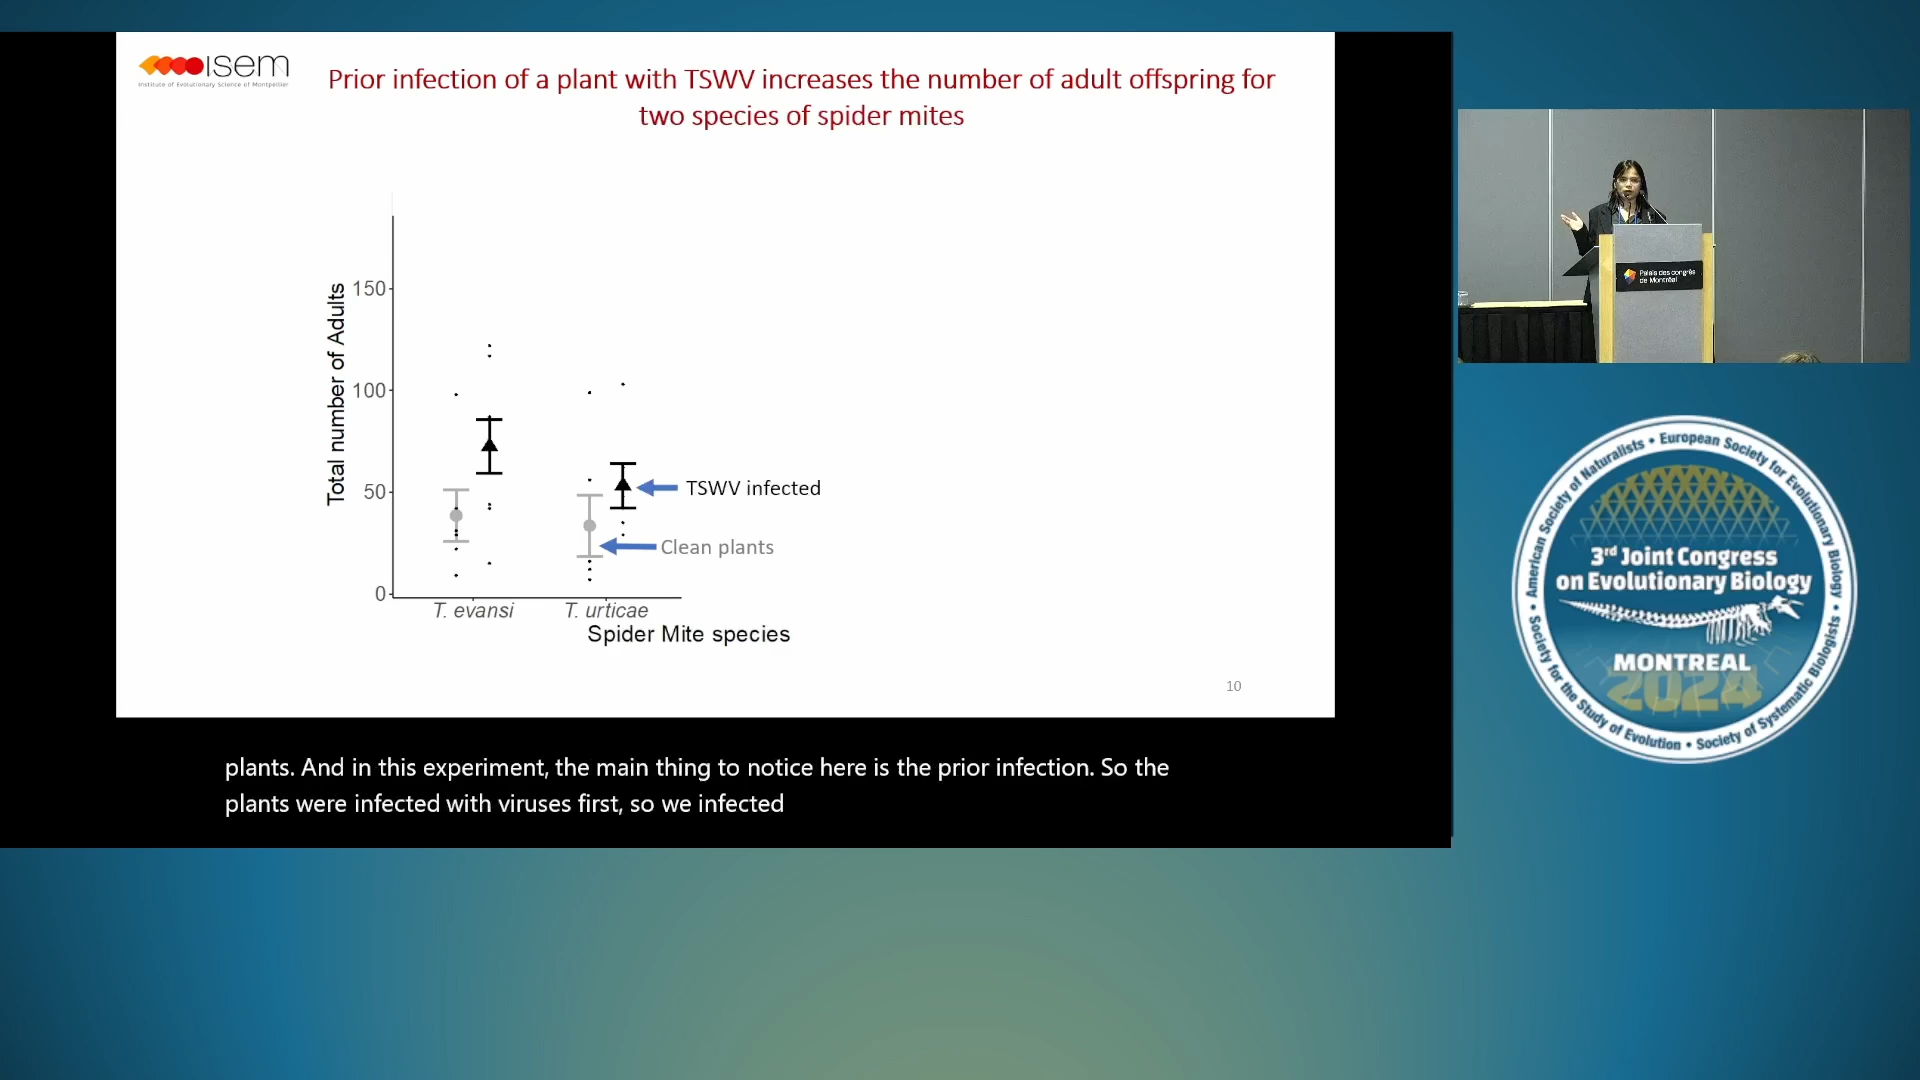 isem
Institute of Evolutionary Science of Montpellier
Prior infection of a plant with TSWV increases the number of adult offspring for
two species of spider mites
Total number of Adults
150
100
50
0
TSWV infected
Clean plants
T. evansi
T. urticae
Spider Mite species
10
plants. And in this experiment, the main thing to notice here is the prior infection. So the
plants were infected with viruses first, so we infected
Palais des congrès
de Montréal
American Society of Naturalists • European Society for Evolutionary Biology •
Society for the Study of Evolution • Society of Systematic Biologists •
3rd Joint Congress
on Evolutionary Biology
MONTREAL
2024